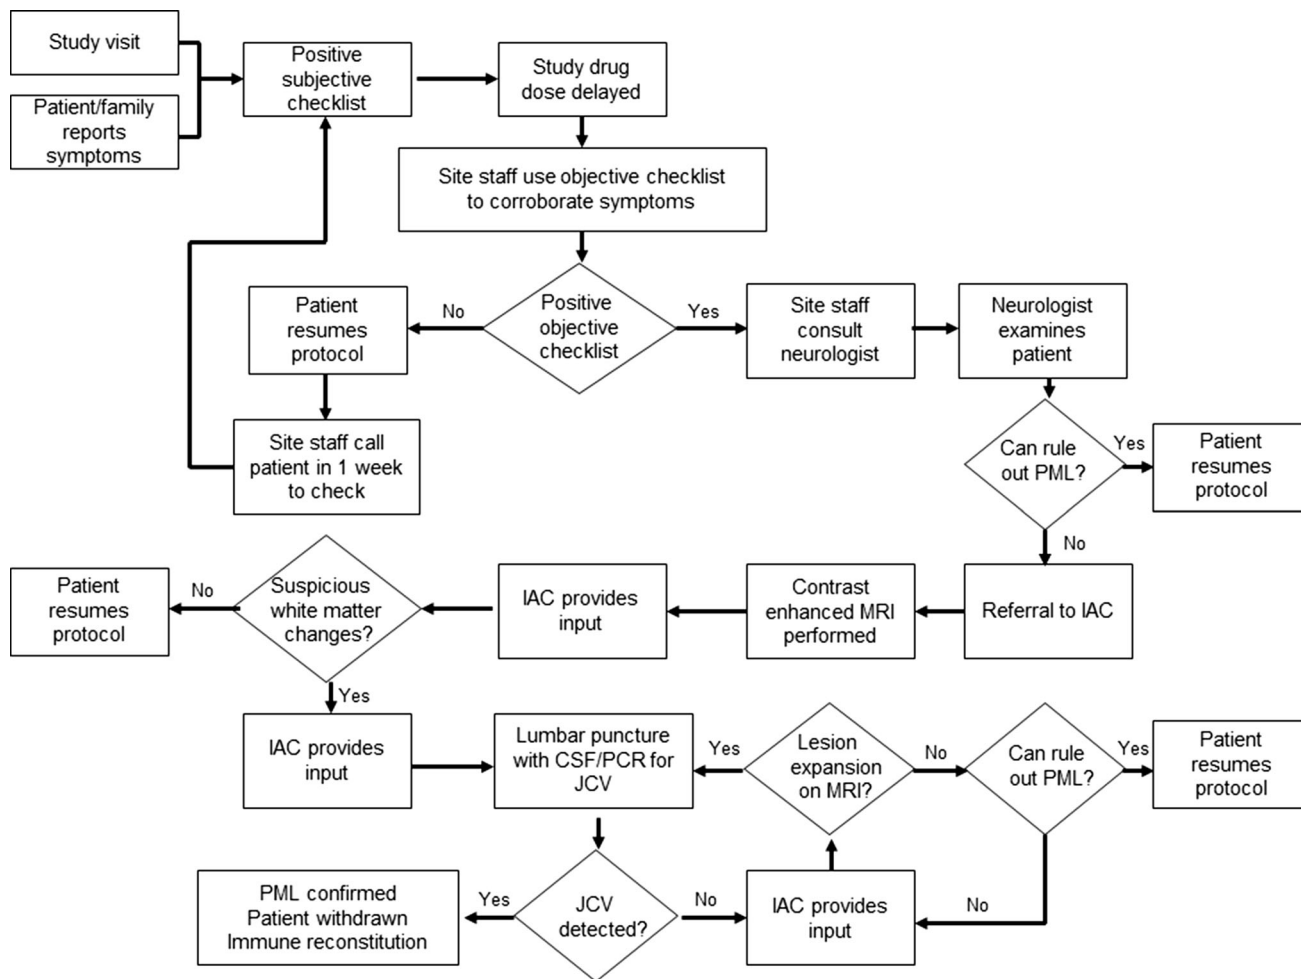 Study visit
Patient/family
reports
symptoms
Positive
subjective
checklist
Study drug
dose delayed
Site staff use objective checklist
to corroborate symptoms
Positive
objective
checklist
No
Yes
Patient
resumes
protocol
Site staff call
patient in 1 week
to check
Site staff
consult
neurologist
Neurologist
examines
patient
Can rule
out PML?
Yes
Patient
resumes
protocol
No
Referral to IAC
Contrast
enhanced MRI
performed
IAC provides
input
Suspicious
white matter
changes?
No
Patient
resumes
protocol
Yes
IAC provides
input
Lumbar puncture
with CSF/PCR for
JCV
JCV
detected?
Yes
PML confirmed
Patient withdrawn
Immune reconstitution
No
IAC provides
input
Lesion
expansion
on MRI?
Yes
No
Can rule
out PML?
Yes
Patient
resumes
protocol
No